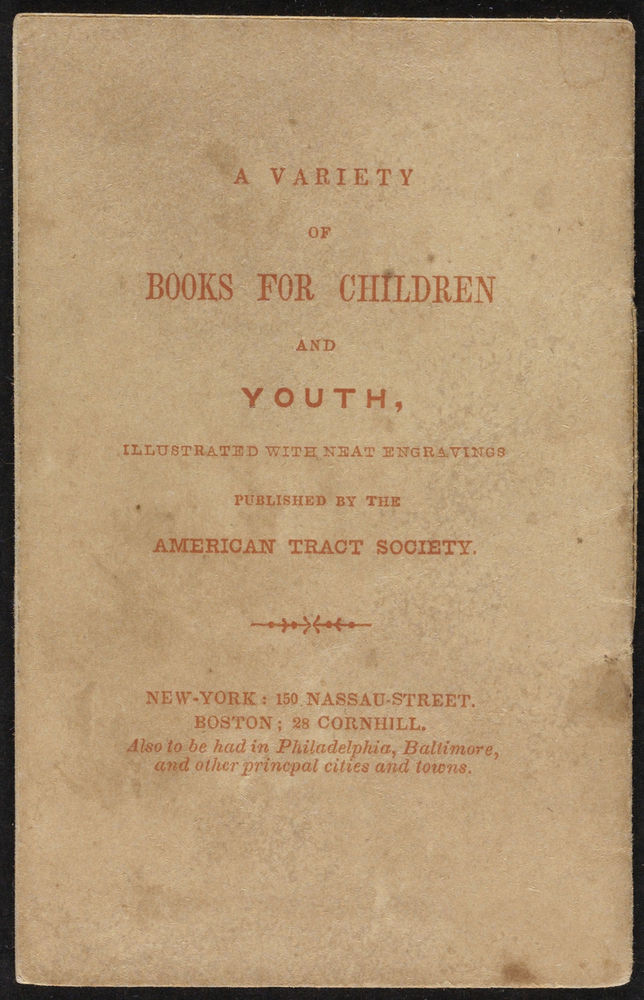 A VARIETY
OF
BOOKS FOR CHILDREN
AND
YOUTH,
ILLUSTRATED WITH NEAT ENGRAVINGS
PUBLISHED BY THE
AMERICAN TRACT SOCIETY.
NEW-YORK: 150 NASSAU-STREET.
BOSTON; 28 CORNHILL.
Also to be had in Philadelphia, Baltimore,
and other princpal cities and towns.